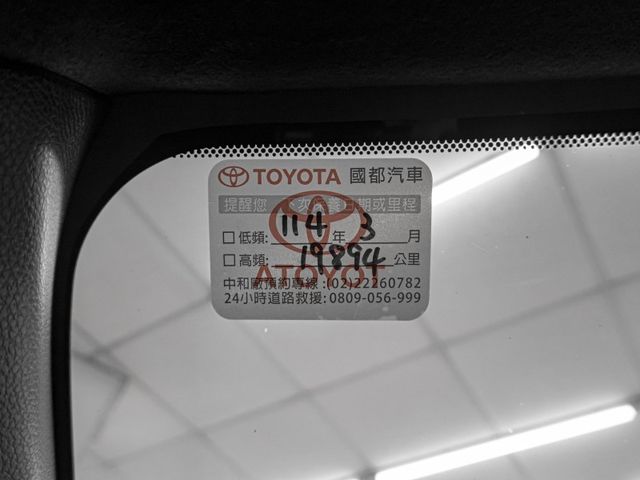 TOYOTA 國都汽車
提醒您 次保養日期或里程
□低頻: 114 年 3 月
□高頻: 19894 公里
TOYOTA
中和廠預約專線:(02)22260782
24小時道路救援:0809-056-999